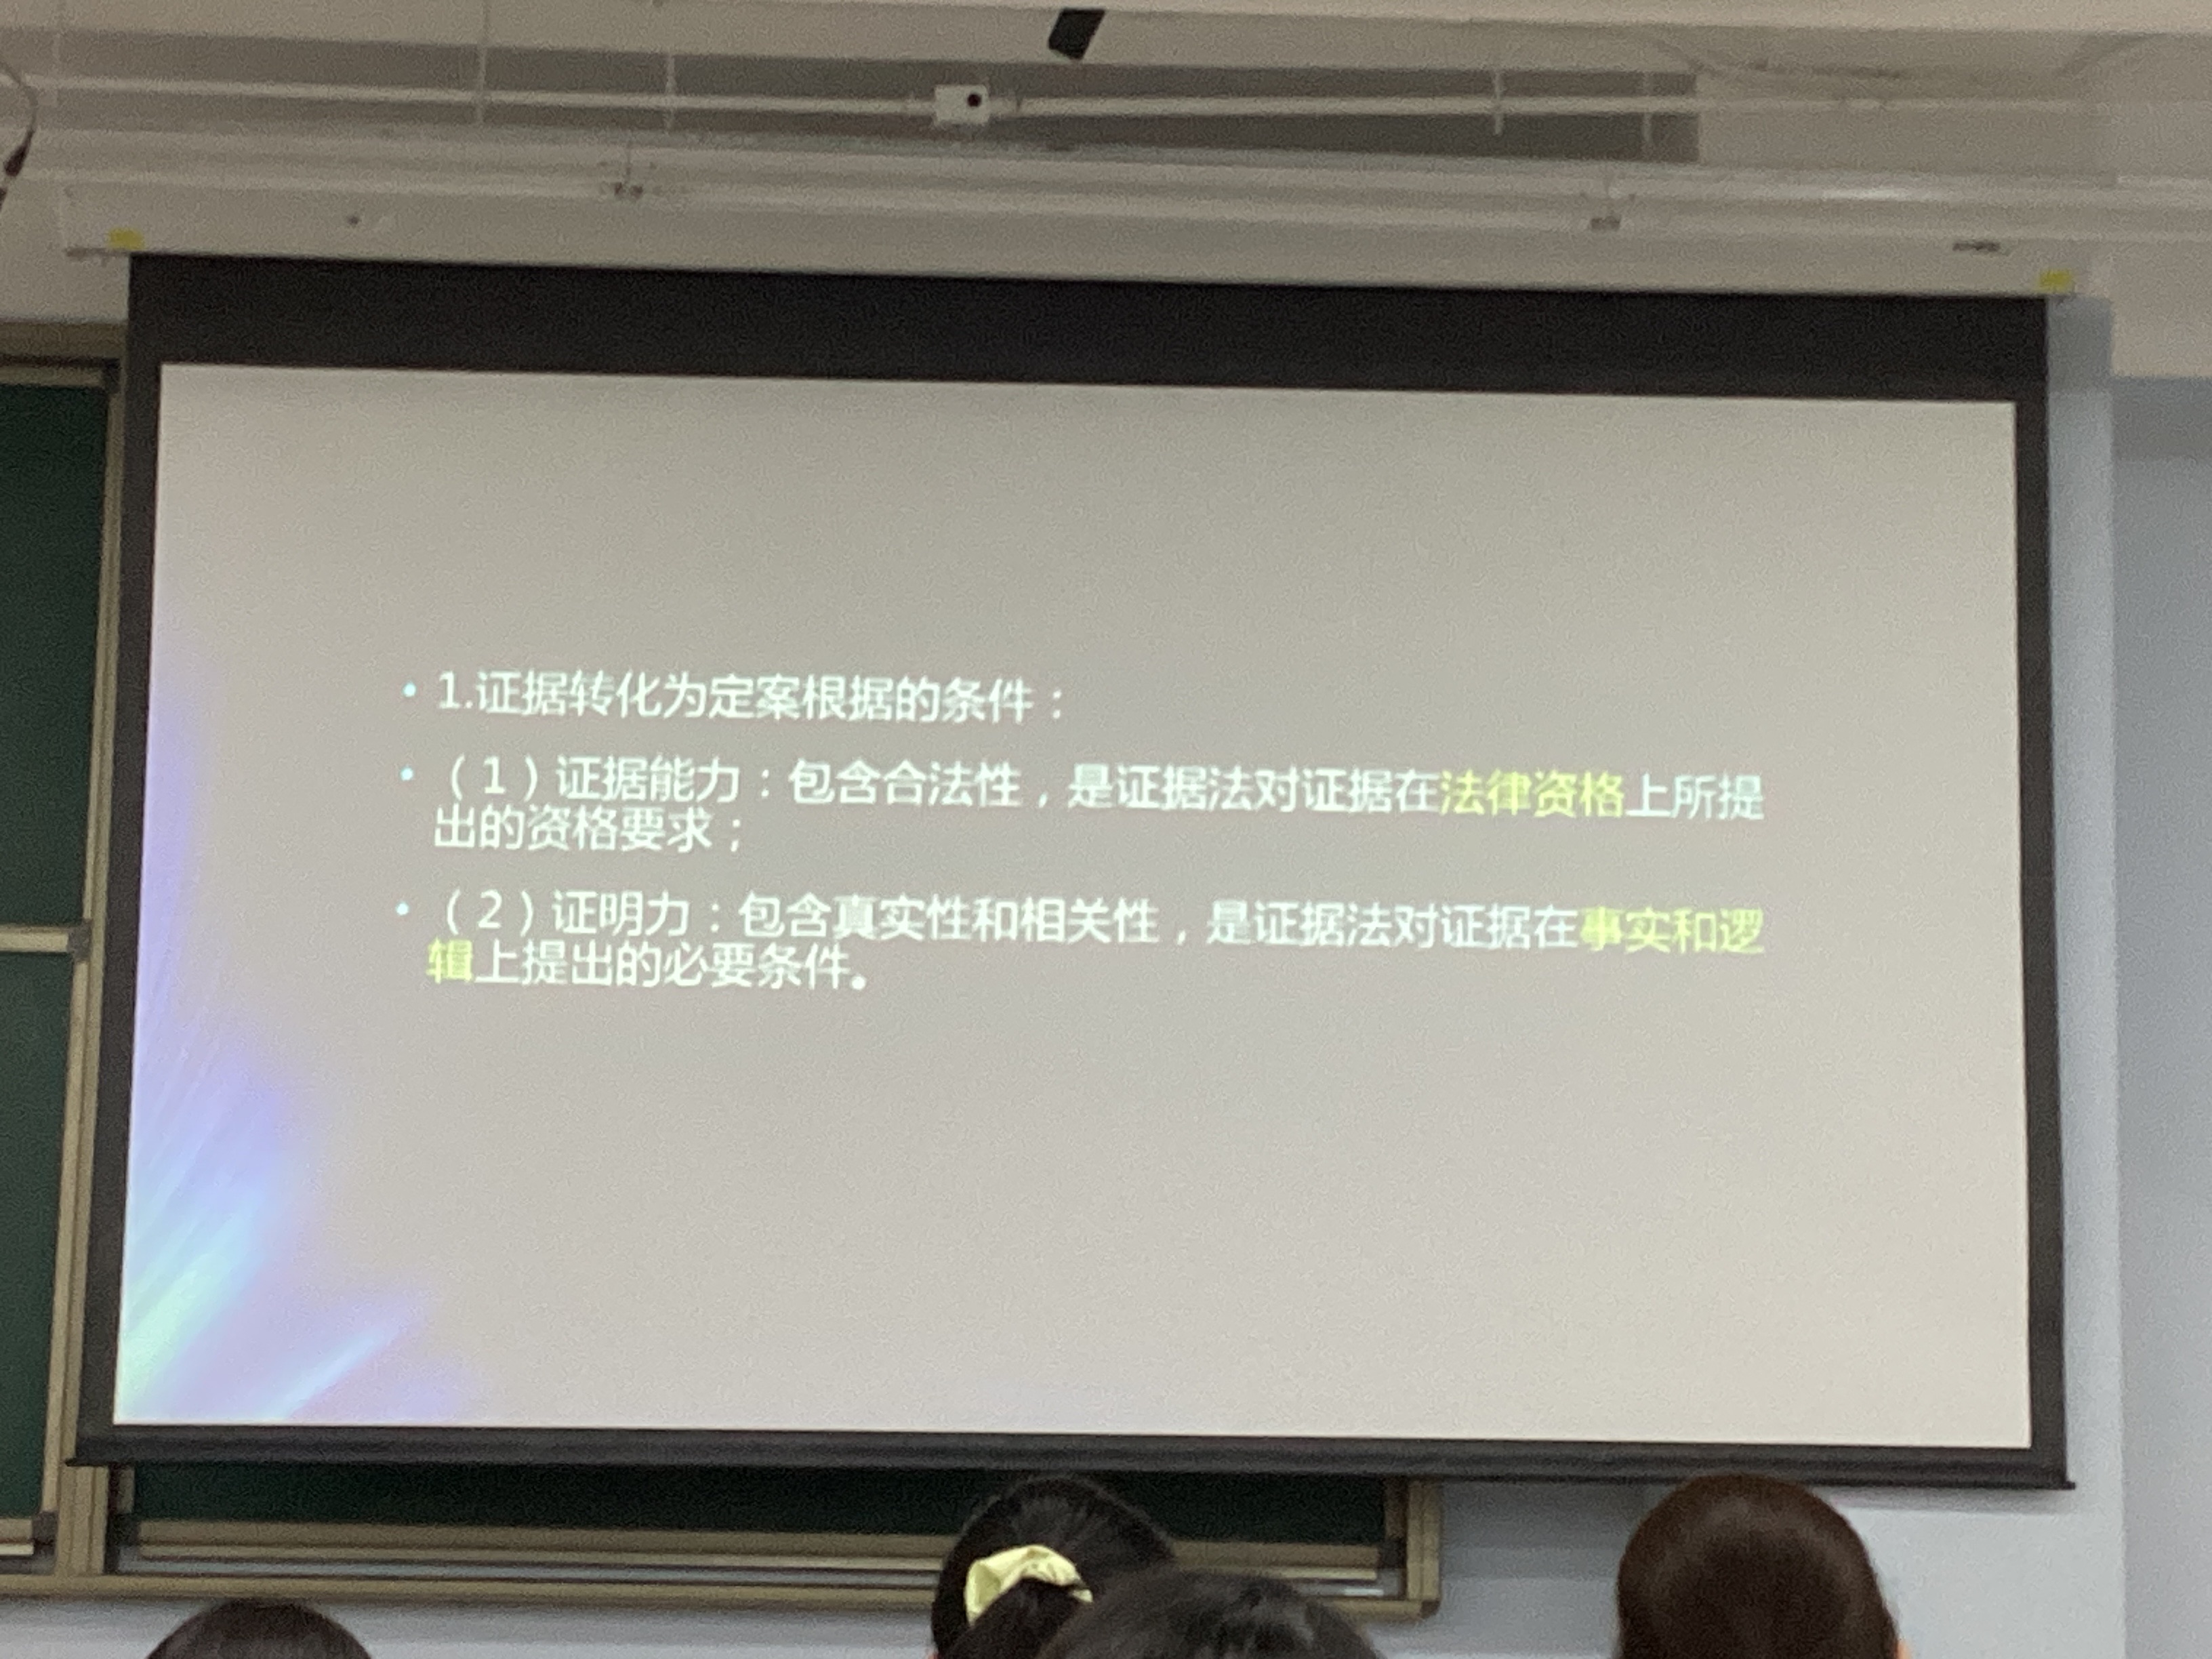 • 1.证据转化为定案根据的条件：
• （1）证据能力：包含合法性，是证据法对证据在法律资格上所提
出的资格要求；
• （2）证明力：包含真实性和相关性，是证据法对证据在事实和逻
辑上提出的必要条件。